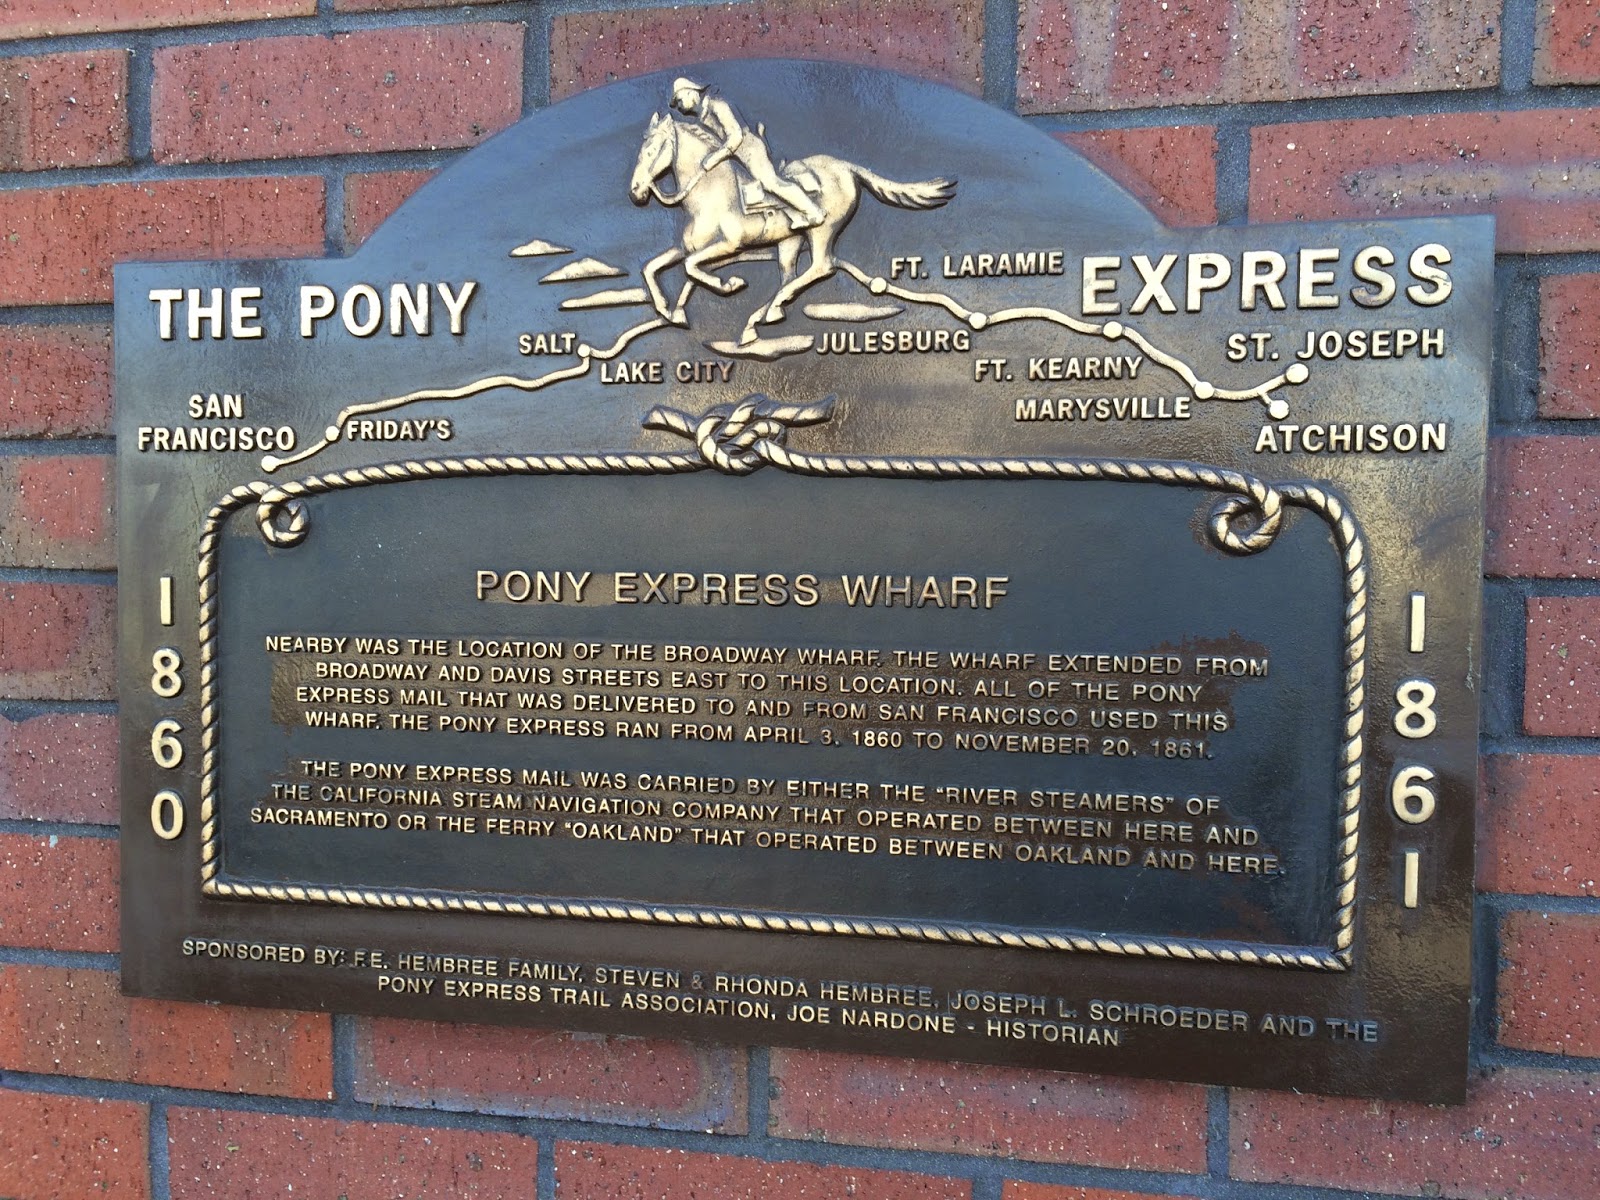 THE PONY EXPRESS
FT. LARAMIE
SALT
LAKE CITY
JULESBURG
FT. KEARNY
ST. JOSEPH
SAN
FRANCISCO
FRIDAY'S
MARYSVILLE
ATCHISON
1860
1861
PONY EXPRESS WHARF
NEARBY WAS THE LOCATION OF THE BROADWAY WHARF. THE WHARF EXTENDED FROM
BROADWAY AND DAVIS STREETS EAST TO THIS LOCATION. ALL OF THE PONY
EXPRESS MAIL THAT WAS DELIVERED TO AND FROM SAN FRANCISCO USED THIS
WHARF. THE PONY EXPRESS RAN FROM APRIL 3, 1860 TO NOVEMBER 20, 1861.
THE PONY EXPRESS MAIL WAS CARRIED BY EITHER THE "RIVER STEAMERS" OF
THE CALIFORNIA STEAM NAVIGATION COMPANY THAT OPERATED BETWEEN HERE AND
SACRAMENTO OR THE FERRY "OAKLAND" THAT OPERATED BETWEEN OAKLAND AND HERE.
SPONSORED BY: F.E. HEMBREE FAMILY, STEVEN & RHONDA HEMBREE, JOSEPH L. SCHROEDER AND THE
PONY EXPRESS TRAIL ASSOCIATION, JOE NARDONE - HISTORIAN